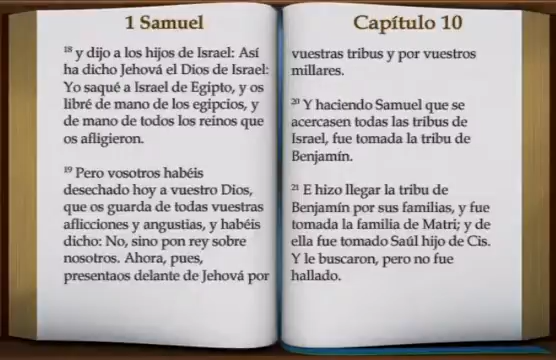 1 Samuel
¹⁸ y dijo a los hijos de Israel: Así
ha dicho Jehová el Dios de Israel:
Yo saqué a Israel de Egipto, y os
libré de mano de los egipcios, y
de mano de todos los reinos que
os afligieron.
¹⁹ Pero vosotros habéis
desechado hoy a vuestro Dios,
que os guarda de todas vuestras
aflicciones y angustias, y habéis
dicho: No, sino pon rey sobre
nosotros. Ahora, pues,
presentaos delante de Jehová por
Capítulo 10
vuestras tribus y por vuestros
millares.
²⁰ Y haciendo Samuel que se
acercasen todas las tribus de
Israel, fue tomada la tribu de
Benjamín.
²¹ E hizo llegar la tribu de
Benjamín por sus familias, y fue
tomada la familia de Matri; y de
ella fue tomado Saúl hijo de Cis.
Y le buscaron, pero no fue
hallado.